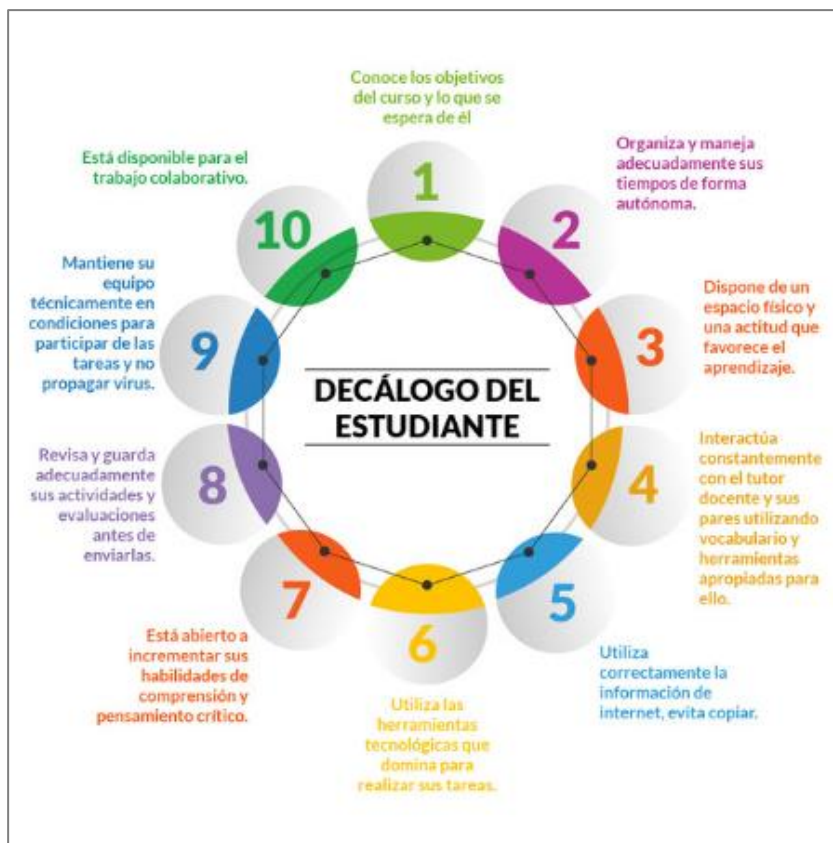 DECÁLOGO DEL
ESTUDIANTE
1
Conoce los objetivos
del curso y lo que se
espera de él
2
Organiza y maneja
adecuadamente sus
tiempos de forma
autónoma.
3
Dispone de un
espacio físico y
una actitud que
favorece el
aprendizaje.
4
Interactúa
constantemente
con el tutor
docente y sus
pares utilizando
vocabulario y
herramientas
apropiadas para
ello.
5
Utiliza
correctamente la
información de
internet, evita copiar.
6
Utiliza las
herramientas
tecnológicas que
domina para
realizar sus tareas.
7
Está abierto a
incrementar sus
habilidades de
comprensión y
pensamiento crítico.
8
Revisa y guarda
adecuadamente
sus actividades y
evaluaciones
antes de
enviarlas.
9
Mantiene su
equipo
técnicamente en
condiciones para
participar de las
tareas y no
propagar virus.
10
Está disponible para el
trabajo colaborativo.